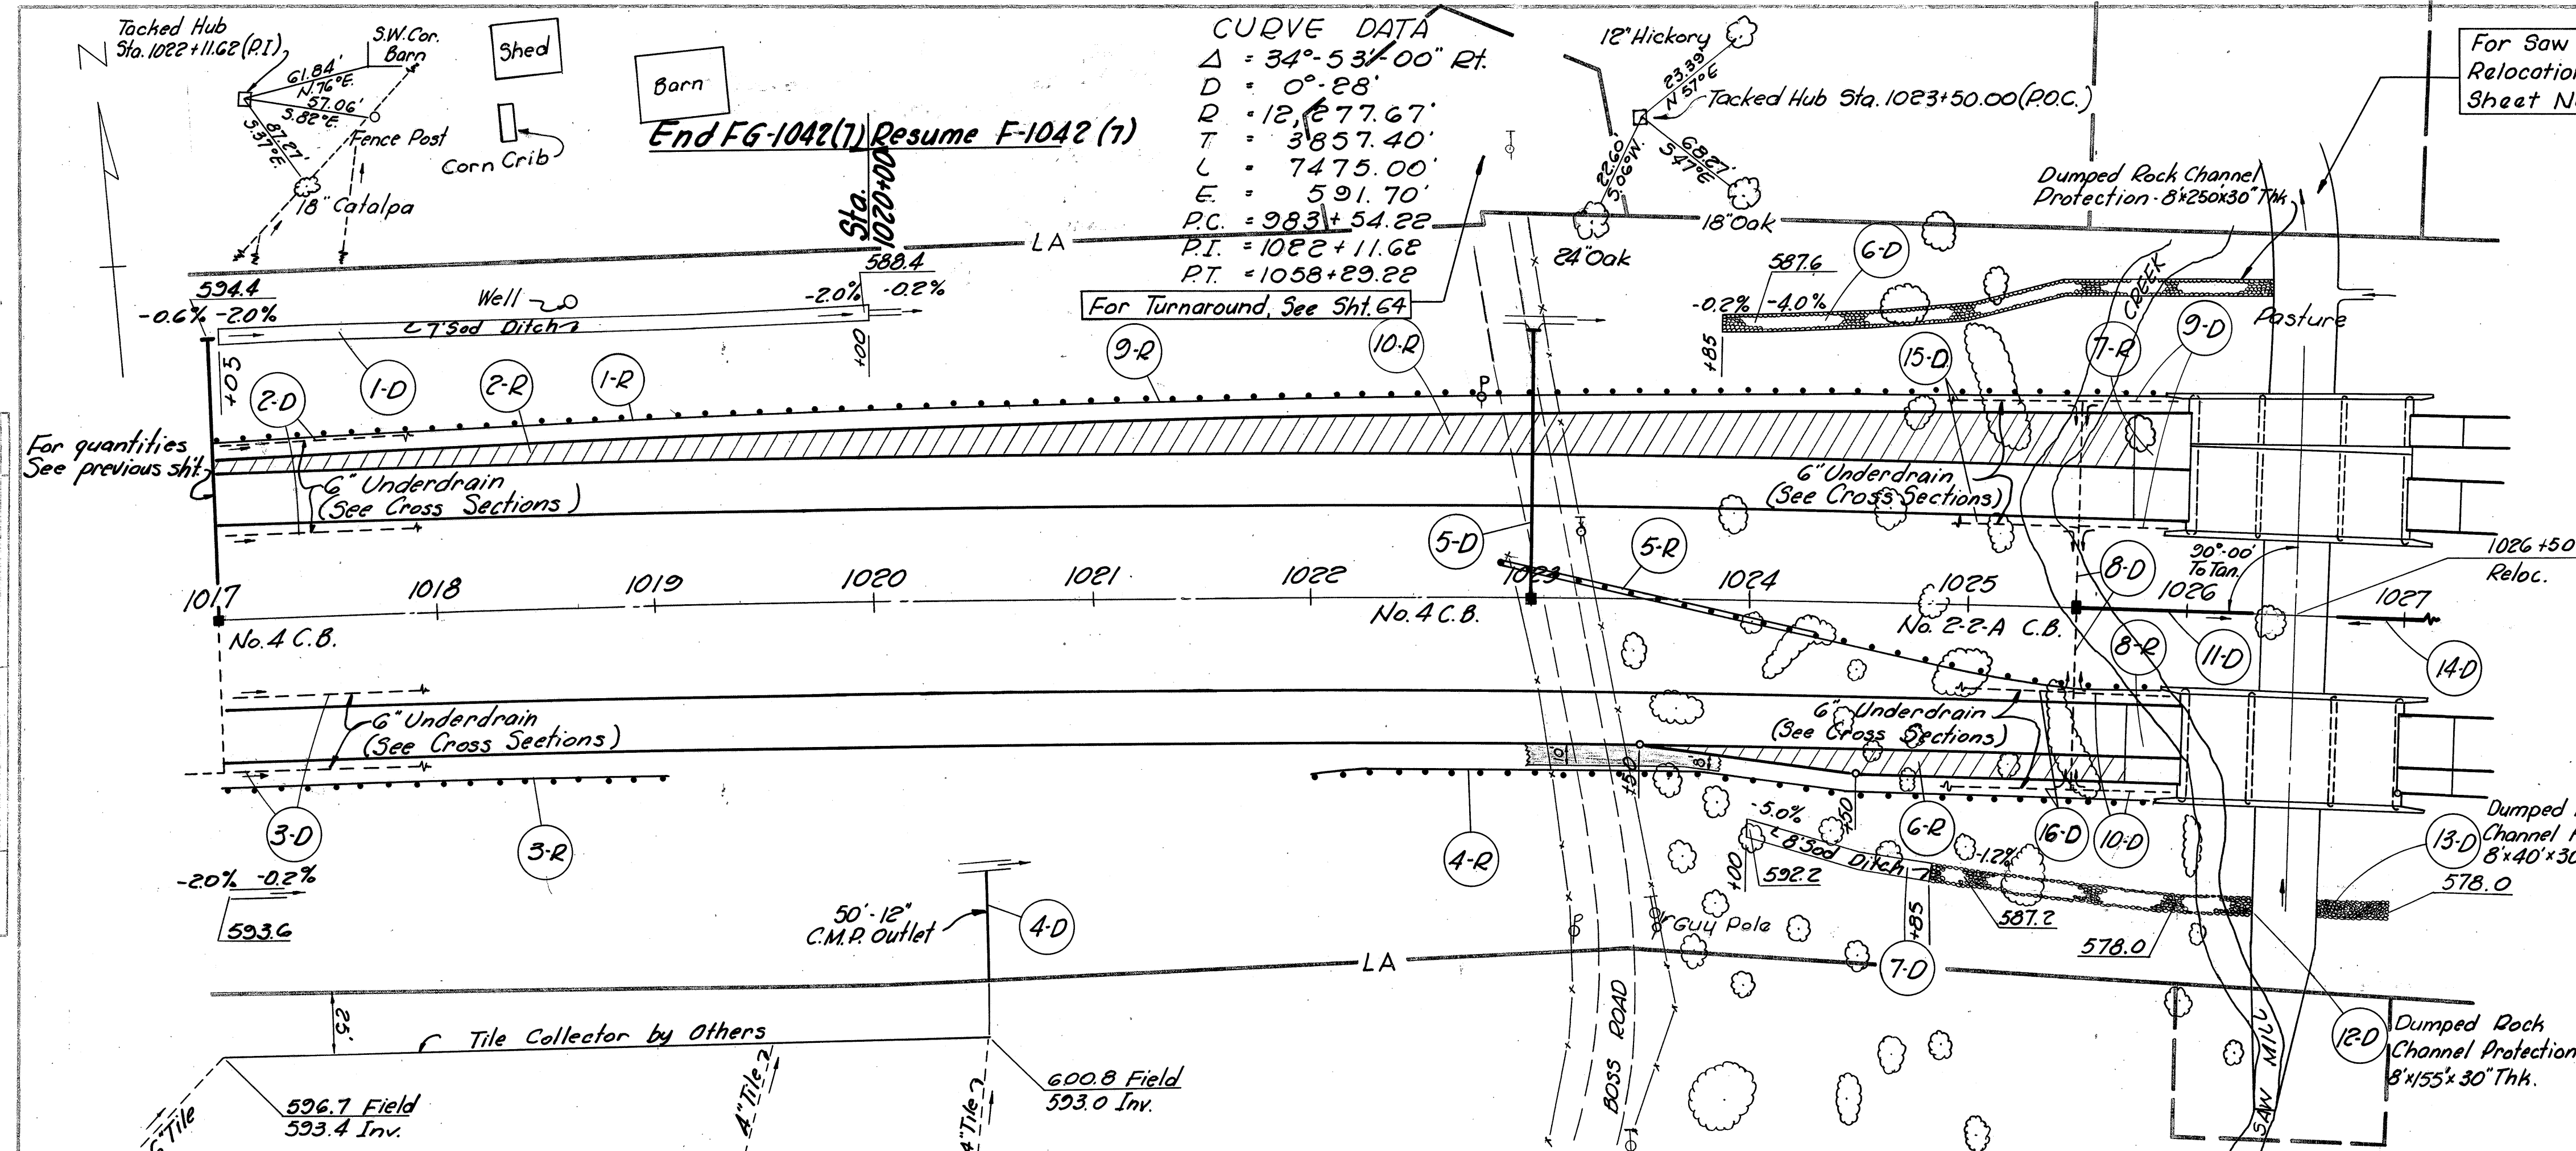 Tacked Hub
Sta. 1022+11.62 (P.I.)
N
61.84'
N.76°E.
57.06'
S.82°E.
87.27'
S.37°E.
S.W. Cor.
Barn
Fence Post
18" Catalpa
Shed
Corn Crib
Barn
End FG-1042(7) Resume F-1042 (7)
Sta.
1020+00
CURVE DATA
Δ = 34°-53'-00" Rt.
D = 0°-28'
R = 12,277.67'
T = 3857.40'
L = 7475.00'
E = 591.70'
P.C. = 983+54.22
P.I. = 1022+11.62
P.T. = 1058+29.22
For Turnaround, See Sht. 64
12" Hickory
23.39'
N 57°E
Tacked Hub Sta. 1023+50.00 (P.O.C.)
22.60'
S.06°W.
68.27'
S.47°E
18" Oak
24" Oak
For Saw
Relocation
Sheet N
Dumped Rock Channel
Protection - 8'x250'x30" Thk.
LA
594.4
-0.6% -2.0%
Well
7' Sod Ditch
588.4
-2.0% -0.2%
+05
+00
587.6
-0.2% -4.0%
+85
6-D
CREEK
9-D
Pasture
7-R
15-D
2-D
1-D
2-R
1-R
9-R
10-R
P
For quantities
See previous sht.
6" Underdrain
(See Cross Sections)
6" Underdrain
(See Cross Sections)
5-D
5-R
8-D
90°-00'
To Tan.
1026+50
Reloc.
1017
1018
1019
1020
1021
1022
1023
1024
1025
1026
1027
No. 4 C.B.
No. 4 C.B.
No. 2-2-A C.B.
8-R
11-D
14-D
6" Underdrain
(See Cross Seetions)
6" Underdrain
(See Cross Sections)
10'
8'
+50
+50
3-D
3-R
4-R
6-R
16-D
10-D
13-D
Dumped
Channel
8'x40'x30
578.0
-2.0% -0.2%
593.6
-5.0%
8' Sod Ditch
-1.2%
+00
592.2
+85
587.2
578.0
50'-12"
C.M.P. Outlet
4-D
Guy Pole
P
7-D
LA
25'
Tile Collector by Others
BOSS ROAD
SAW MILL
12-D
Dumped Rock
Channel Protection
8'x155'x30" Thk.
596.7 Field
593.4 Inv.
600.8 Field
593.0 Inv.
6" Tile
4" Tile
4" Tile